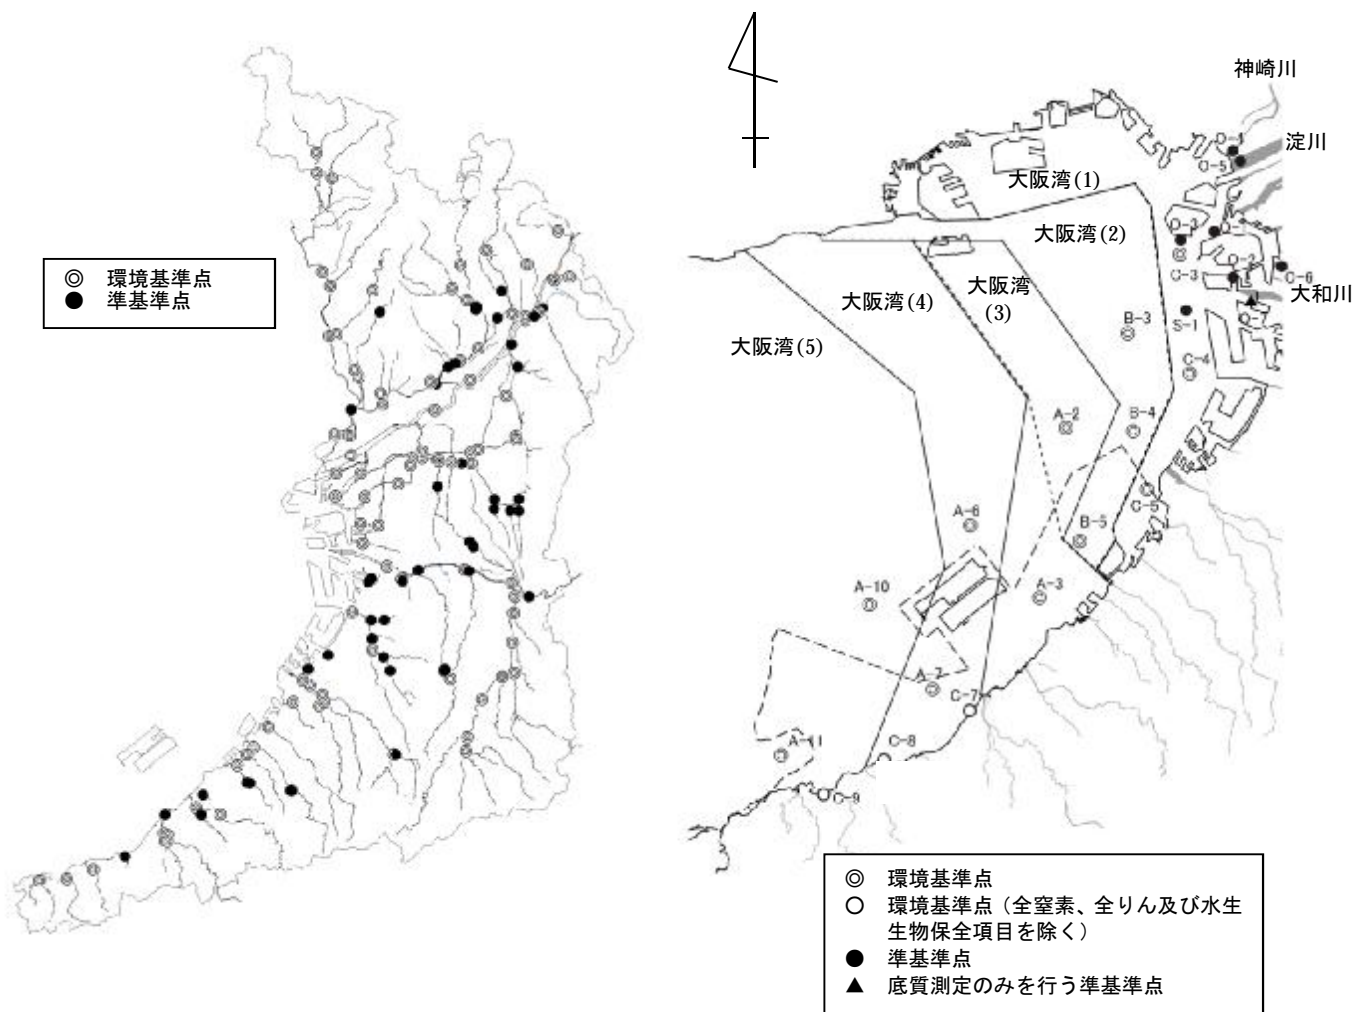 環境基準点
準基準点
神崎川
淀川
大阪湾(1)
大阪湾(2)
C-3
C-6
大和川
大阪湾(4)
大阪湾
(3)
大阪湾(5)
B-3
S-1
C-4
A-2
B-4
C-5
A-6
B-5
A-10
A-3
A-7
C-7
A-11
C-8
C-9
環境基準点
環境基準点（全窒素、全りん及び水生
生物保全項目を除く）
準基準点
底質測定のみを行う準基準点